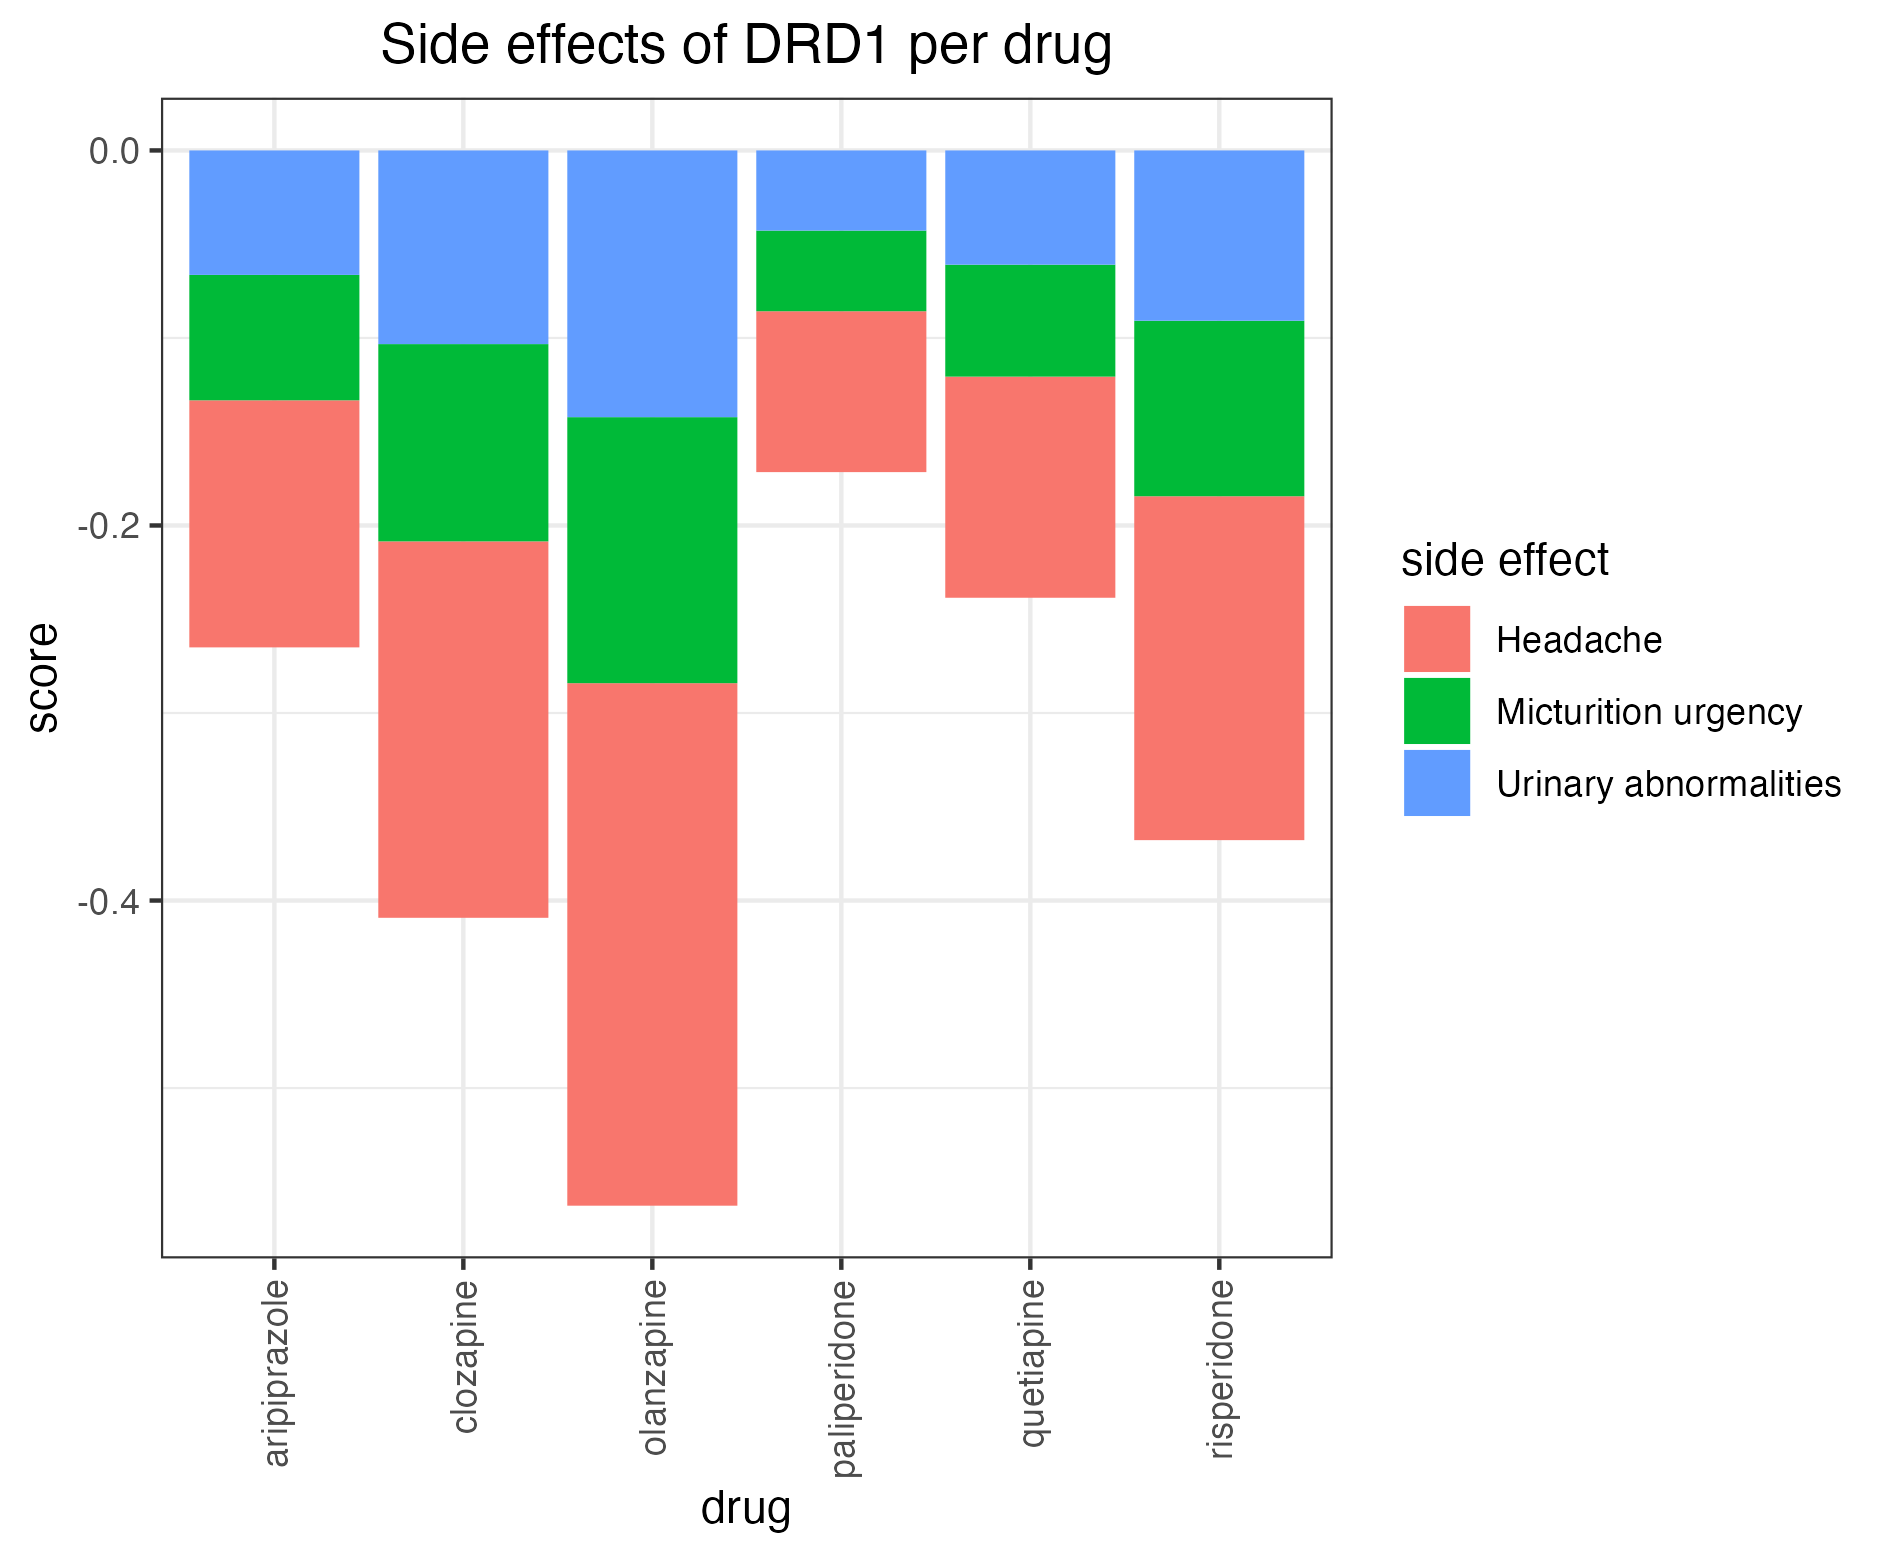 Side effects of DRD1 per drug
0.0
-0.2
-0.4
score
aripiprazole
clozapine
olanzapine
paliperidone
quetiapine
risperidone
drug
side effect
Headache
Micturition urgency
Urinary abnormalities